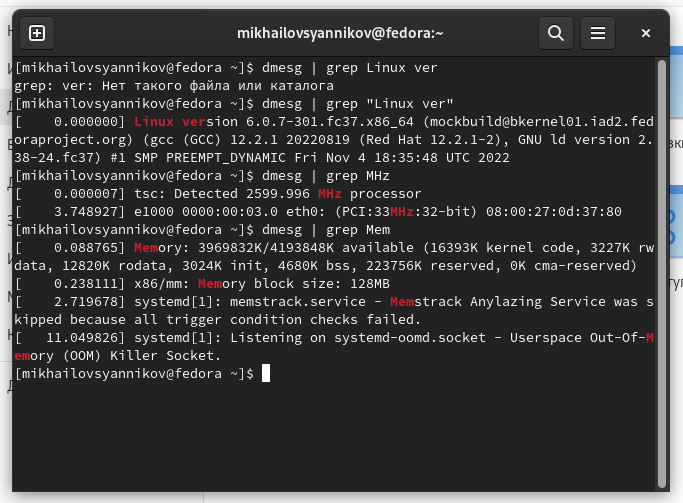 mikhailovsyannikov@fedora:~
[mikhailovsyannikov@fedora ~]$ dmesg | grep Linux ver
grep: ver: Нет такого файла или каталога
[mikhailovsyannikov@fedora ~]$ dmesg | grep "Linux ver"
[    0.000000] Linux version 6.0.7-301.fc37.x86_64 (mockbuild@bkernel01.iad2.fed
oraproject.org) (gcc (GCC) 12.2.1 20220819 (Red Hat 12.2.1-2), GNU ld version 2.
38-24.fc37) #1 SMP PREEMPT_DYNAMIC Fri Nov 4 18:35:48 UTC 2022
[mikhailovsyannikov@fedora ~]$ dmesg | grep MHz
[    0.000007] tsc: Detected 2599.996 MHz processor
[    3.748927] e1000 0000:00:03.0 eth0: (PCI:33MHz:32-bit) 08:00:27:0d:37:80
[mikhailovsyannikov@fedora ~]$ dmesg | grep Mem
[    0.088765] Memory: 3969832K/4193848K available (16393K kernel code, 3227K rw
data, 12820K rodata, 3024K init, 4680K bss, 223756K reserved, 0K cma-reserved)
[    0.238111] x86/mm: Memory block size: 128MB
[    2.719678] systemd[1]: memstrack.service - Memstrack Anylazing Service was s
kipped because all trigger condition checks failed.
[   11.049826] systemd[1]: Listening on systemd-oomd.socket - Userspace Out-Of-M
emory (OOM) Killer Socket.
[mikhailovsyannikov@fedora ~]$